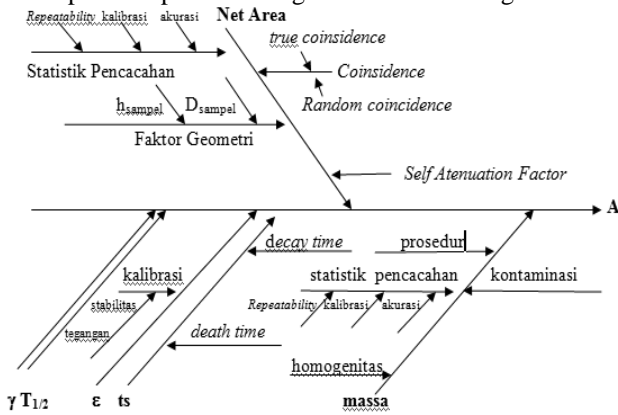 Net Area
Repeatability kalibrasi akurasi
true coinsidence
Statistik Pencacahan
Coinsidence
Random coincidence
hsampel Dsampel
Faktor Geometri
Self Atenuation Factor
A
decay time
prosedur
kalibrasi
statistik pencacahan
kontaminasi
stabilitas
Repeatability kalibrasi akurasi
tegangan
death time
homogenitas
γ T1/2 ε ts massa